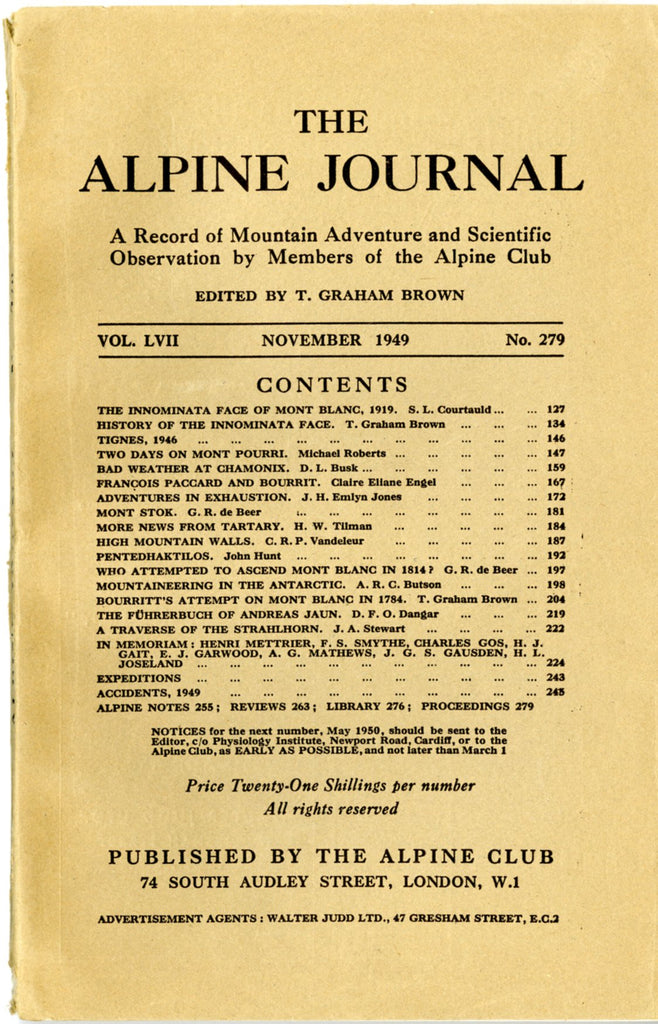 THE
ALPINE JOURNAL
A Record of Mountain Adventure and Scientific
Observation by Members of the Alpine Club
EDITED BY T. GRAHAM BROWN
VOL. LVII NOVEMBER 1949 No. 279
CONTENTS
THE INNOMINATA FACE OF MONT BLANC, 1919. S. L. Courtauld ... ... 127
HISTORY OF THE INNOMINATA FACE. T. Graham Brown ... ... ... 134
TIGNES, 1946 ... ... ... ... ... ... ... ... ... ... ... 146
TWO DAYS ON MONT POURRI. Michael Roberts ... ... ... ... ... 147
BAD WEATHER AT CHAMONIX. D. L. Busk ... ... ... ... ... ... 159
FRANÇOIS PACCARD AND BOURRIT. Claire Eliane Engel ... ... ... 167
ADVENTURES IN EXHAUSTION. J. H. Emlyn Jones ... ... ... ... 172
MONT STOK. G. R. de Beer ... ... ... ... ... ... ... ... 181
MORE NEWS FROM TARTARY. H. W. Tilman ... ... ... ... ... 184
HIGH MOUNTAIN WALLS. C. R. P. Vandeleur ... ... ... ... ... 187
PENTEDHAKTILOS. John Hunt ... ... ... ... ... ... ... ... 192
WHO ATTEMPTED TO ASCEND MONT BLANC IN 1814? G. R. de Beer ... 197
MOUNTAINEERING IN THE ANTARCTIC. A. R. C. Butson ... ... ... 198
BOURRITT'S ATTEMPT ON MONT BLANC IN 1784. T. Graham Brown ... 204
THE FÜHRERBUCH OF ANDREAS JAUN. D. F. O. Dangar ... ... ... 219
A TRAVERSE OF THE STRAHLHORN. J. A. Stewart ... ... ... ... 222
IN MEMORIAM : HENRI METTRIER, F. S. SMYTHE, CHARLES GOS, H. J.
GAIT, E. J. GARWOOD, A. G. MATHEWS, J. G. S. GAUSDEN, H. L.
JOSELAND ... ... ... ... ... ... ... ... ... ... ... 224
EXPEDITIONS ... ... ... ... ... ... ... ... ... ... 243
ACCIDENTS, 1949 ... ... ... ... ... ... ... ... ... ... 245
ALPINE NOTES 255 ; REVIEWS 263 ; LIBRARY 276 ; PROCEEDINGS 279
NOTICES for the next number, May 1950, should be sent to the
Editor, c/o Physiology Institute, Newport Road, Cardiff, or to the
Alpine Club, as EARLY AS POSSIBLE, and not later than March 1
Price Twenty-One Shillings per number
All rights reserved
PUBLISHED BY THE ALPINE CLUB
74 SOUTH AUDLEY STREET, LONDON, W.1
ADVERTISEMENT AGENTS : WALTER JUDD LTD., 47 GRESHAM STREET, E.C.2